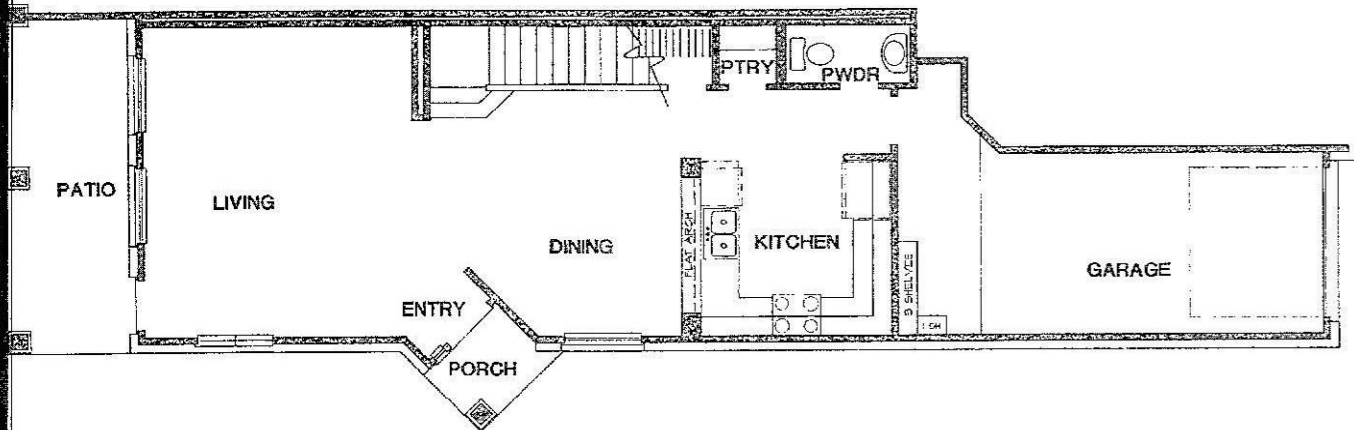 PTRY
PWDR
PATIO
LIVING
DINING
FLAT ARCH
KITCHEN
GARAGE
ENTRY
PORCH
SHELVES